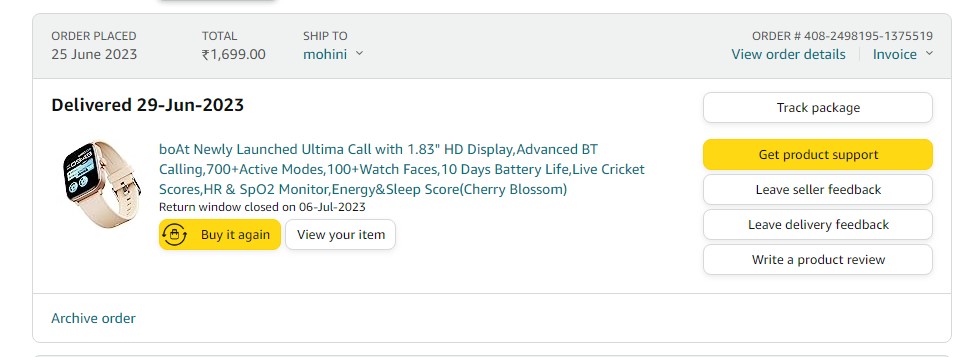 ORDER PLACED
25 June 2023
TOTAL
₹1,699.00
SHIP TO
mohini
ORDER # 408-2498195-1375519
View order details
Invoice
Delivered 29-Jun-2023
boAt Newly Launched Ultima Call with 1.83" HD Display,Advanced BT
Calling,700+Active Modes,100+Watch Faces,10 Days Battery Life,Live Cricket
Scores,HR & SpO2 Monitor,Energy&Sleep Score(Cherry Blossom)
Return window closed on 06-Jul-2023
Buy it again
View your item
Track package
Get product support
Leave seller feedback
Leave delivery feedback
Write a product review
Archive order